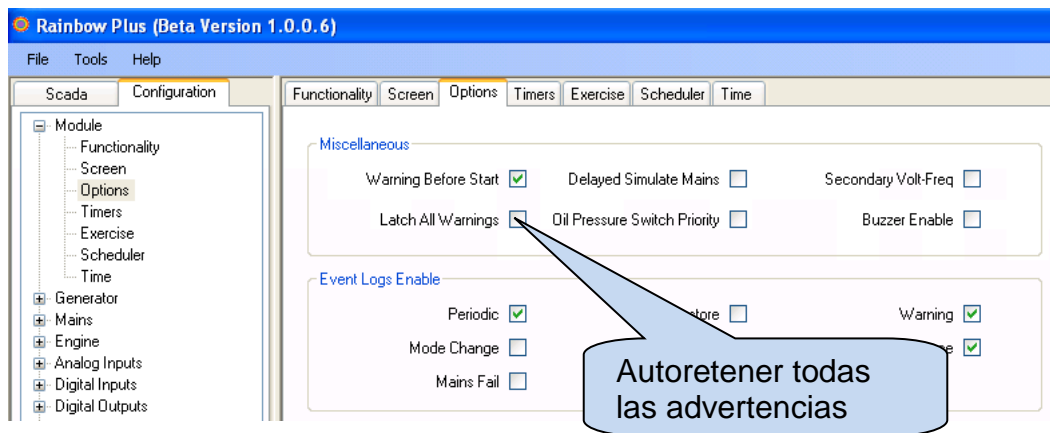 Rainbow Plus (Beta Version 1.0.0.6)
File Tools Help
Scada Configuration
Functionality Screen Options Timers Exercise Scheduler Time
Module
Functionality
Screen
Options
Timers
Exercise
Scheduler
Time
Generator
Mains
Engine
Analog Inputs
Digital Inputs
Digital Outputs
Miscellaneous
Warning Before Start Delayed Simulate Mains Secondary Volt-Freq
Latch All Warnings Oil Pressure Switch Priority Buzzer Enable
Event Logs Enable
Periodic Warning
Mode Change
Mains Fail
Autoretener todas
las advertencias